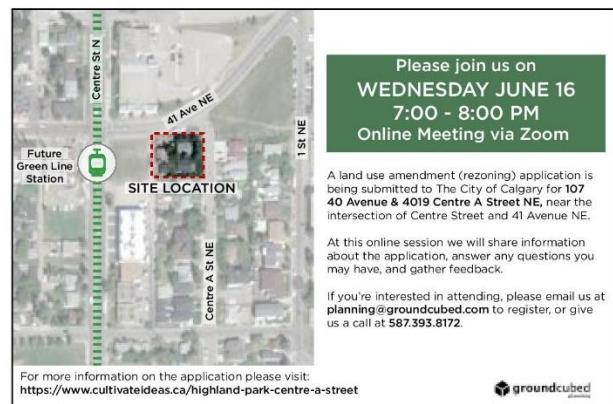 Centre St N
41 Ave NE
1 St NE
Future
Green Line
Station
SITE LOCATION
Centre A St NE
Please join us on
WEDNESDAY JUNE 16
7:00 - 8:00 PM
Online Meeting via Zoom
A land use amendment (rezoning) application is
being submitted to The City of Calgary for 107
40 Avenue & 4019 Centre A Street NE, near the
intersection of Centre Street and 41 Avenue NE.
At this online session we will share information
about the application, answer any questions you
may have, and gather feedback.
If you're interested in attending, please email us at
planning@groundcubed.com to register, or give
us a call at 587.393.8172.
For more information on the application please visit:
https://www.cultivateideas.ca/highland-park-centre-a-street
groundcubed